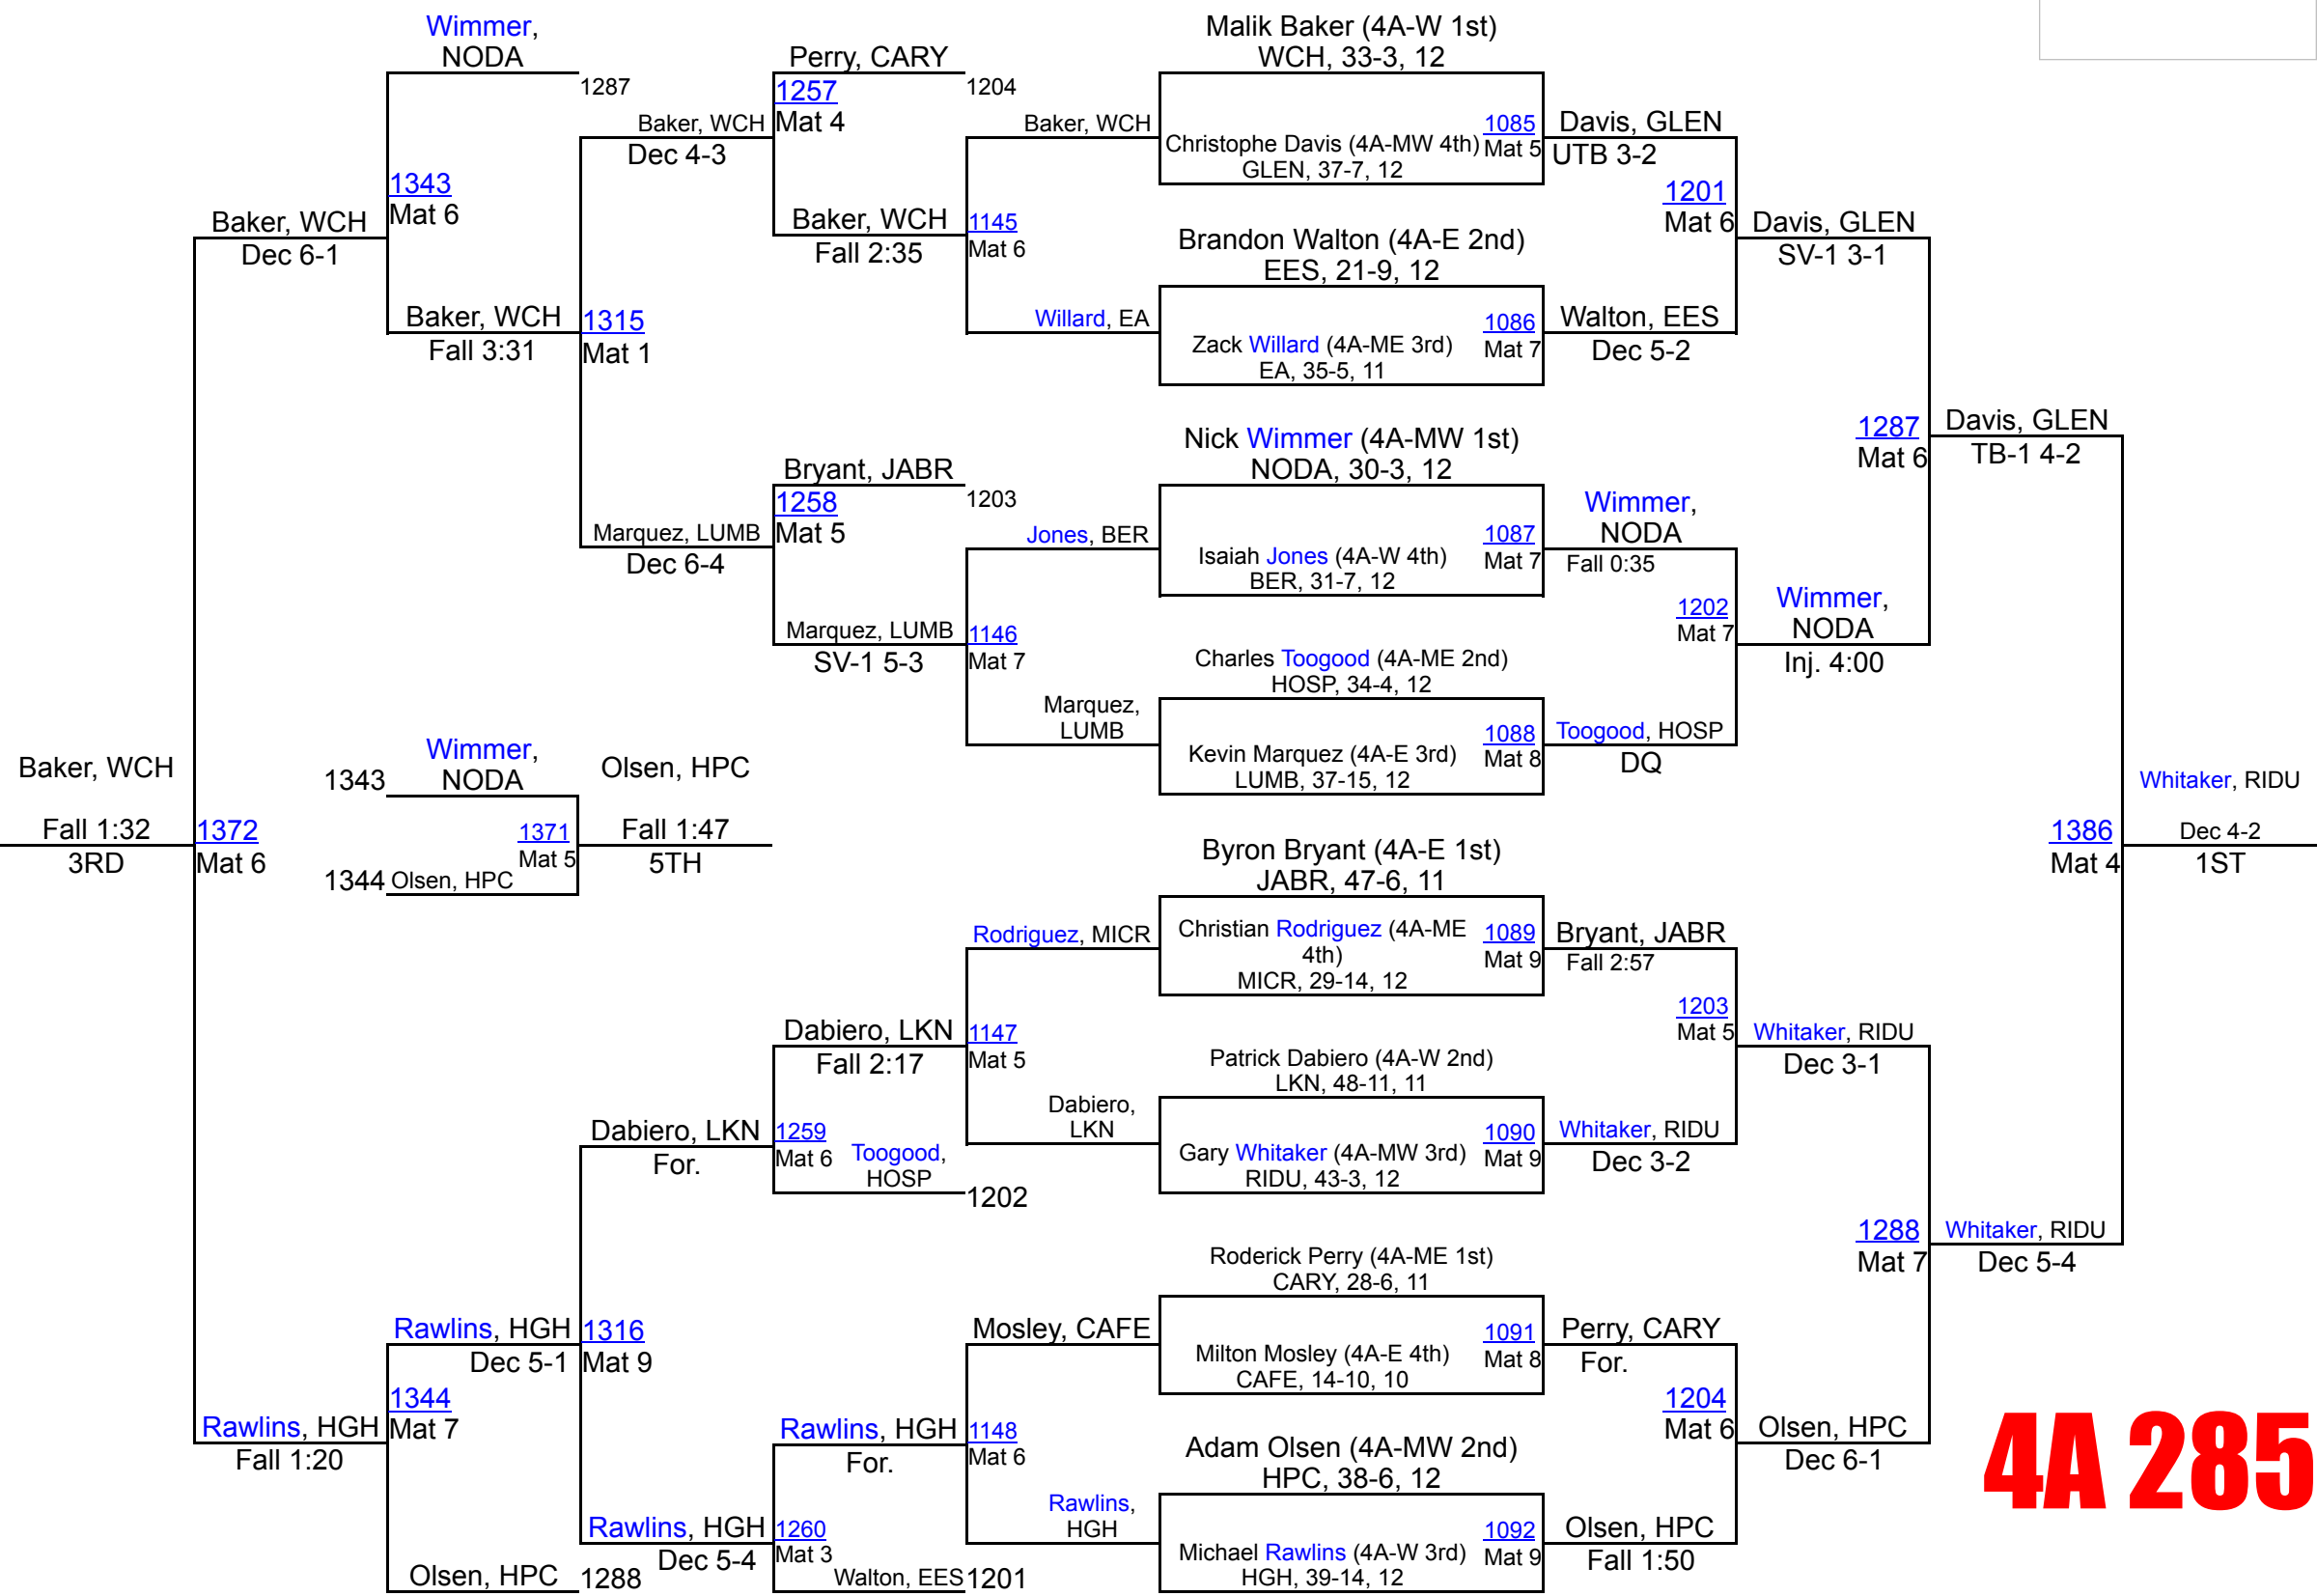 Wimmer,
NODA
1287
Baker, WCH
Dec 4-3
Perry, CARY
1204
1257
Mat 4
Baker, WCH
Malik Baker (4A-W 1st)
WCH, 33-3, 12
1085
Mat 5
Christophe Davis (4A-MW 4th)
GLEN, 37-7, 12
Davis, GLEN
UTB 3-2
1343
Mat 6
Baker, WCH
Dec 6-1
Baker, WCH
Fall 2:35
1145
Mat 6
Brandon Walton (4A-E 2nd)
EES, 21-9, 12
1201
Mat 6
Davis, GLEN
SV-1 3-1
Baker, WCH
Fall 3:31
1315
Mat 1
Willard, EA
Zack Willard (4A-ME 3rd)
EA, 35-5, 11
1086
Mat 7
Walton, EES
Dec 5-2
Bryant, JABR
1203
1258
Mat 5
Marquez, LUMB
Dec 6-4
Jones, BER
Nick Wimmer (4A-MW 1st)
NODA, 30-3, 12
1087
Mat 7
Isaiah Jones (4A-W 4th)
BER, 31-7, 12
Wimmer,
NODA
Fall 0:35
1287
Mat 6
Davis, GLEN
TB-1 4-2
Marquez, LUMB
SV-1 5-3
1146
Mat 7
Charles Toogood (4A-ME 2nd)
HOSP, 34-4, 12
1202
Mat 7
Wimmer,
NODA
Inj. 4:00
Marquez,
LUMB
Kevin Marquez (4A-E 3rd)
LUMB, 37-15, 12
1088
Mat 8
Toogood, HOSP
DQ
Baker, WCH
Fall 1:32
3RD
1372
Mat 6
1343
Wimmer,
NODA
1371
Mat 5
1344
Olsen, HPC
Olsen, HPC
Fall 1:47
5TH
1386
Mat 4
Whitaker, RIDU
Dec 4-2
1ST
Rodriguez, MICR
Byron Bryant (4A-E 1st)
JABR, 47-6, 11
Christian Rodriguez (4A-ME
4th)
MICR, 29-14, 12
1089
Mat 9
Bryant, JABR
Fall 2:57
Dabiero, LKN
Fall 2:17
1147
Mat 5
Patrick Dabiero (4A-W 2nd)
LKN, 48-11, 11
1203
Mat 5
Whitaker, RIDU
Dec 3-1
Dabiero, LKN
For.
1259
Mat 6
Toogood,
HOSP
1202
Dabiero,
LKN
Gary Whitaker (4A-MW 3rd)
RIDU, 43-3, 12
1090
Mat 9
Whitaker, RIDU
Dec 3-2
1288
Mat 7
Whitaker, RIDU
Dec 5-4
Rawlins, HGH
Dec 5-1
1316
Mat 9
Mosley, CAFE
Roderick Perry (4A-ME 1st)
CARY, 28-6, 11
Milton Mosley (4A-E 4th)
CAFE, 14-10, 10
1091
Mat 8
Perry, CARY
For.
Rawlins, HGH
Fall 1:20
1344
Mat 7
Rawlins, HGH
For.
1148
Mat 6
Adam Olsen (4A-MW 2nd)
HPC, 38-6, 12
1204
Mat 6
Olsen, HPC
Dec 6-1
Rawlins, HGH
Dec 5-4
1260
Mat 3
Rawlins,
HGH
Michael Rawlins (4A-W 3rd)
HGH, 39-14, 12
1092
Mat 9
Olsen, HPC
Fall 1:50
Olsen, HPC
1288
Walton, EES
1201
4A 285